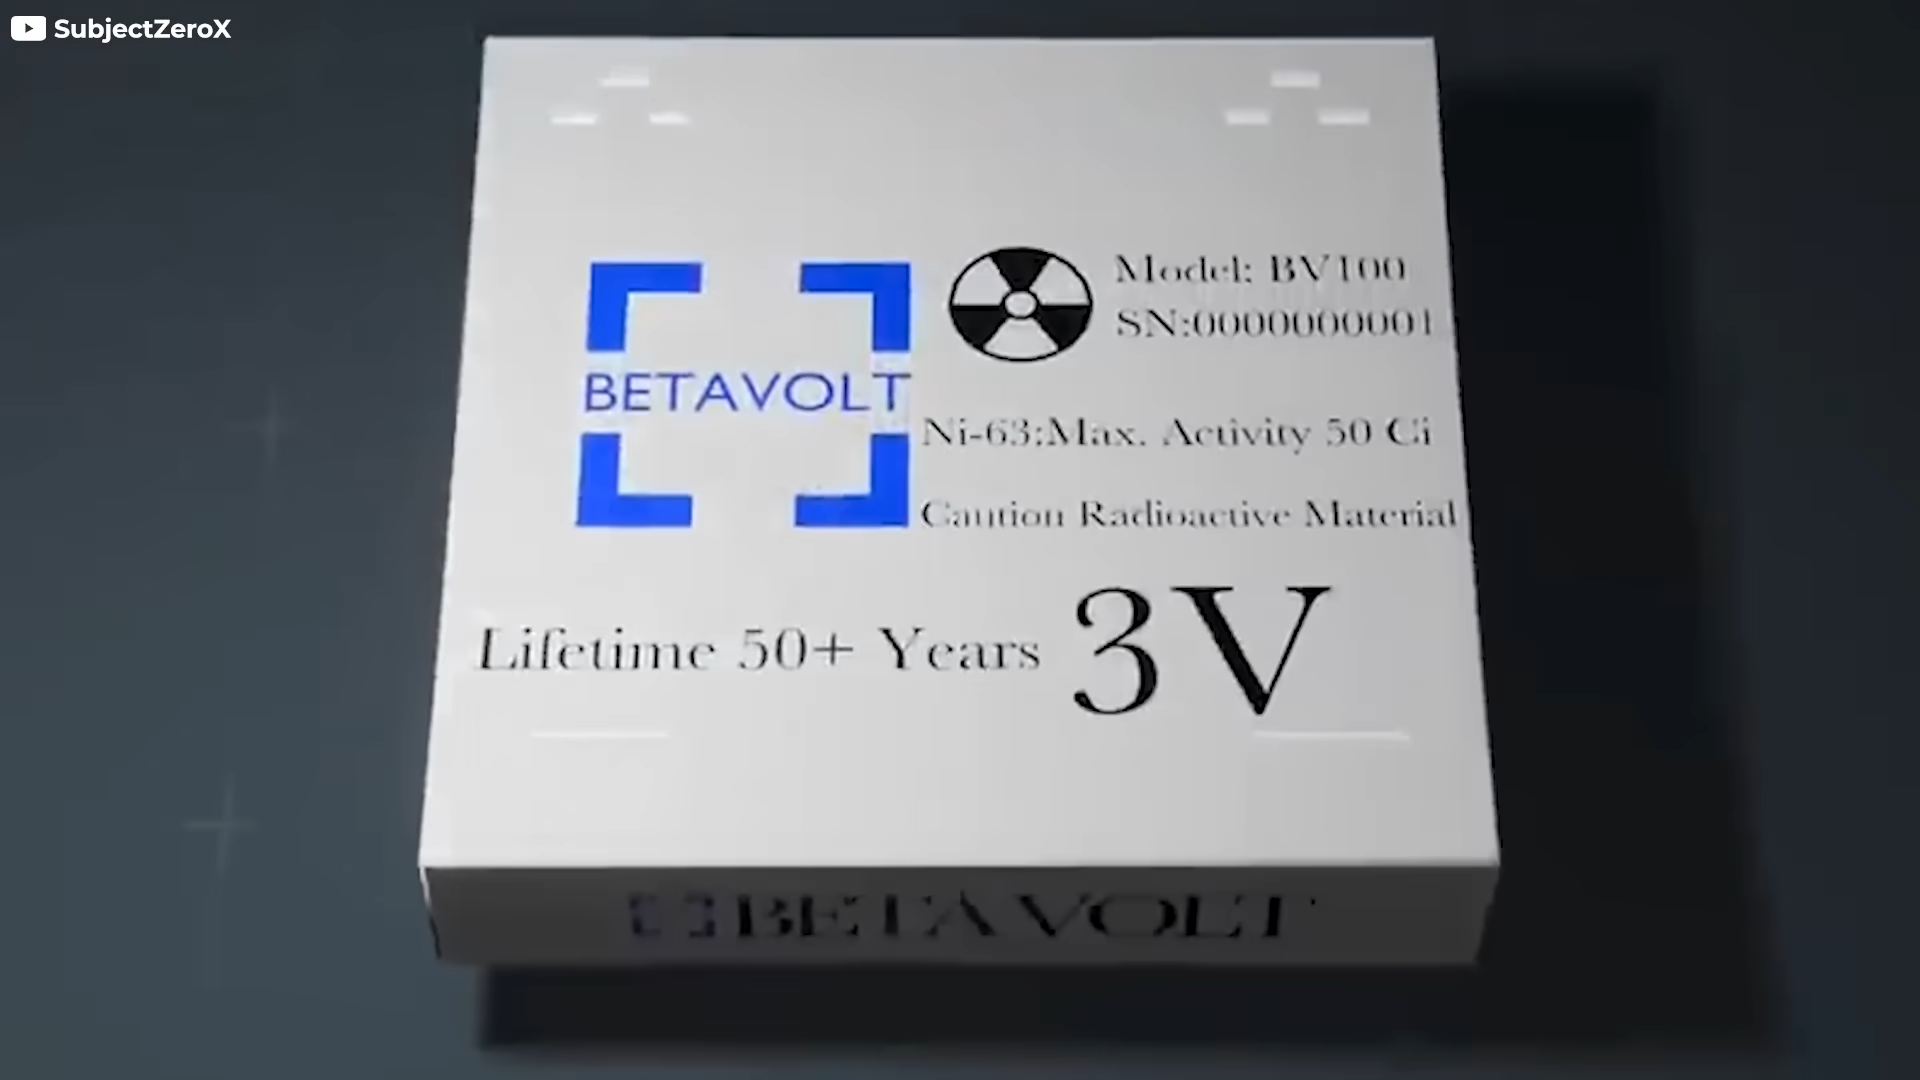 SubjectZeroX
BETAVOLT
Model: BV100
SN:0000000001
Ni-63:Max. Activity 50 Ci
Caution Radioactive Material
Lifetime 50+ Years
3V
BETAVOLT